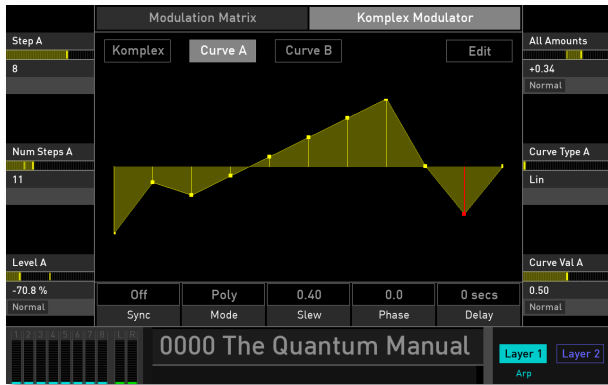 Modulation Matrix
Komplex Modulator
Step A
8
Num Steps A
11
Level A
-70.8 %
Normal
Komplex
Curve A
Curve B
Edit
All Amounts
+0.34
Normal
Curve Type A
Lin
Curve Val A
0.50
Normal
Off
Poly
0.40
0.0
0 secs
Sync
Mode
Slew
Phase
Delay
1 2 3 4 5 6 7 8 L R
0000 The Quantum Manual
Layer 1
Layer 2
Arp